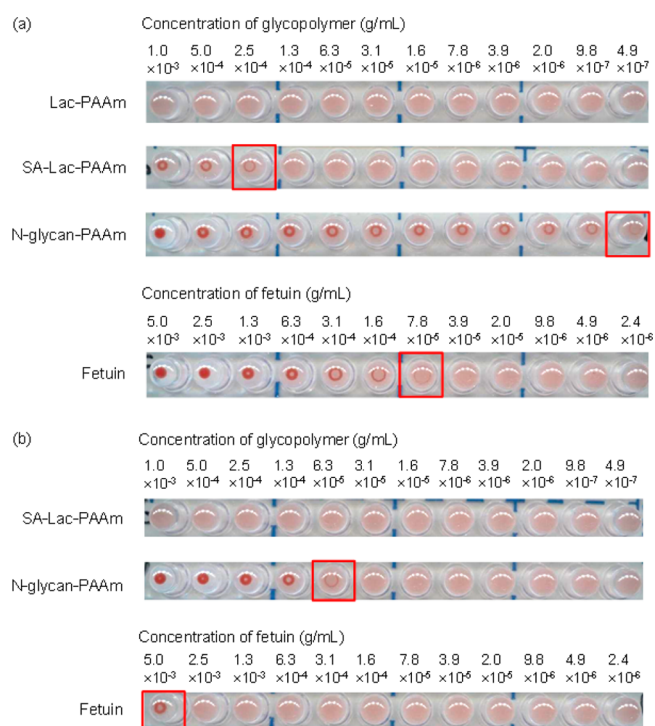 (a)
Concentration of glycopolymer (g/mL)
1.0 5.0 2.5 1.3 6.3 3.1 1.6 7.8 3.9 2.0 9.8 4.9
×10⁻³ ×10⁻⁴ ×10⁻⁴ ×10⁻⁴ ×10⁻⁵ ×10⁻⁵ ×10⁻⁵ ×10⁻⁶ ×10⁻⁶ ×10⁻⁶ ×10⁻⁷ ×10⁻⁷
Lac-PAAm
SA-Lac-PAAm
N-glycan-PAAm
Concentration of fetuin (g/mL)
5.0 2.5 1.3 6.3 3.1 1.6 7.8 3.9 2.0 9.8 4.9 2.4
×10⁻³ ×10⁻³ ×10⁻³ ×10⁻⁴ ×10⁻⁴ ×10⁻⁴ ×10⁻⁵ ×10⁻⁵ ×10⁻⁵ ×10⁻⁶ ×10⁻⁶ ×10⁻⁶
Fetuin
(b)
Concentration of glycopolymer (g/mL)
1.0 5.0 2.5 1.3 6.3 3.1 1.6 7.8 3.9 2.0 9.8 4.9
×10⁻³ ×10⁻⁴ ×10⁻⁴ ×10⁻⁴ ×10⁻⁵ ×10⁻⁵ ×10⁻⁵ ×10⁻⁶ ×10⁻⁶ ×10⁻⁶ ×10⁻⁷ ×10⁻⁷
SA-Lac-PAAm
N-glycan-PAAm
Concentration of fetuin (g/mL)
5.0 2.5 1.3 6.3 3.1 1.6 7.8 3.9 2.0 9.8 4.9 2.4
×10⁻³ ×10⁻³ ×10⁻³ ×10⁻⁴ ×10⁻⁴ ×10⁻⁴ ×10⁻⁵ ×10⁻⁵ ×10⁻⁵ ×10⁻⁶ ×10⁻⁶ ×10⁻⁶
Fetuin